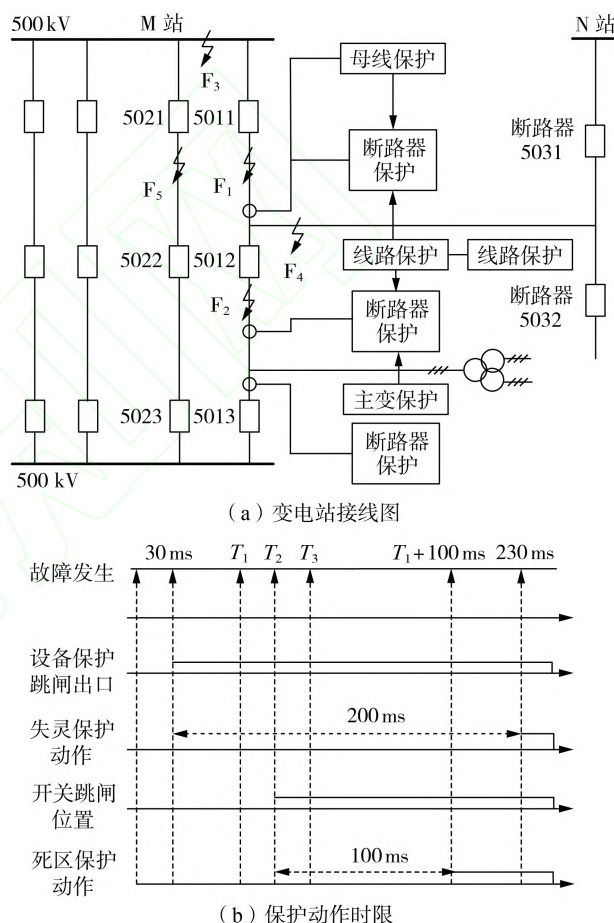 500 kV
M 站
N 站
F3
母线保护
5021
5011
断路器
保护
断路器
5031
F5
F1
5022
5012
F4
线路保护
线路保护
F2
断路器
保护
断路器
5032
主变保护
5023
5013
断路器
保护
500 kV
(a) 变电站接线图
故障发生
30 ms
T1
T2
T3
T1+100 ms
230 ms
设备保护
跳闸出口
失灵保护
动作
200 ms
开关跳闸
位置
死区保护
动作
100 ms
(b) 保护动作时限